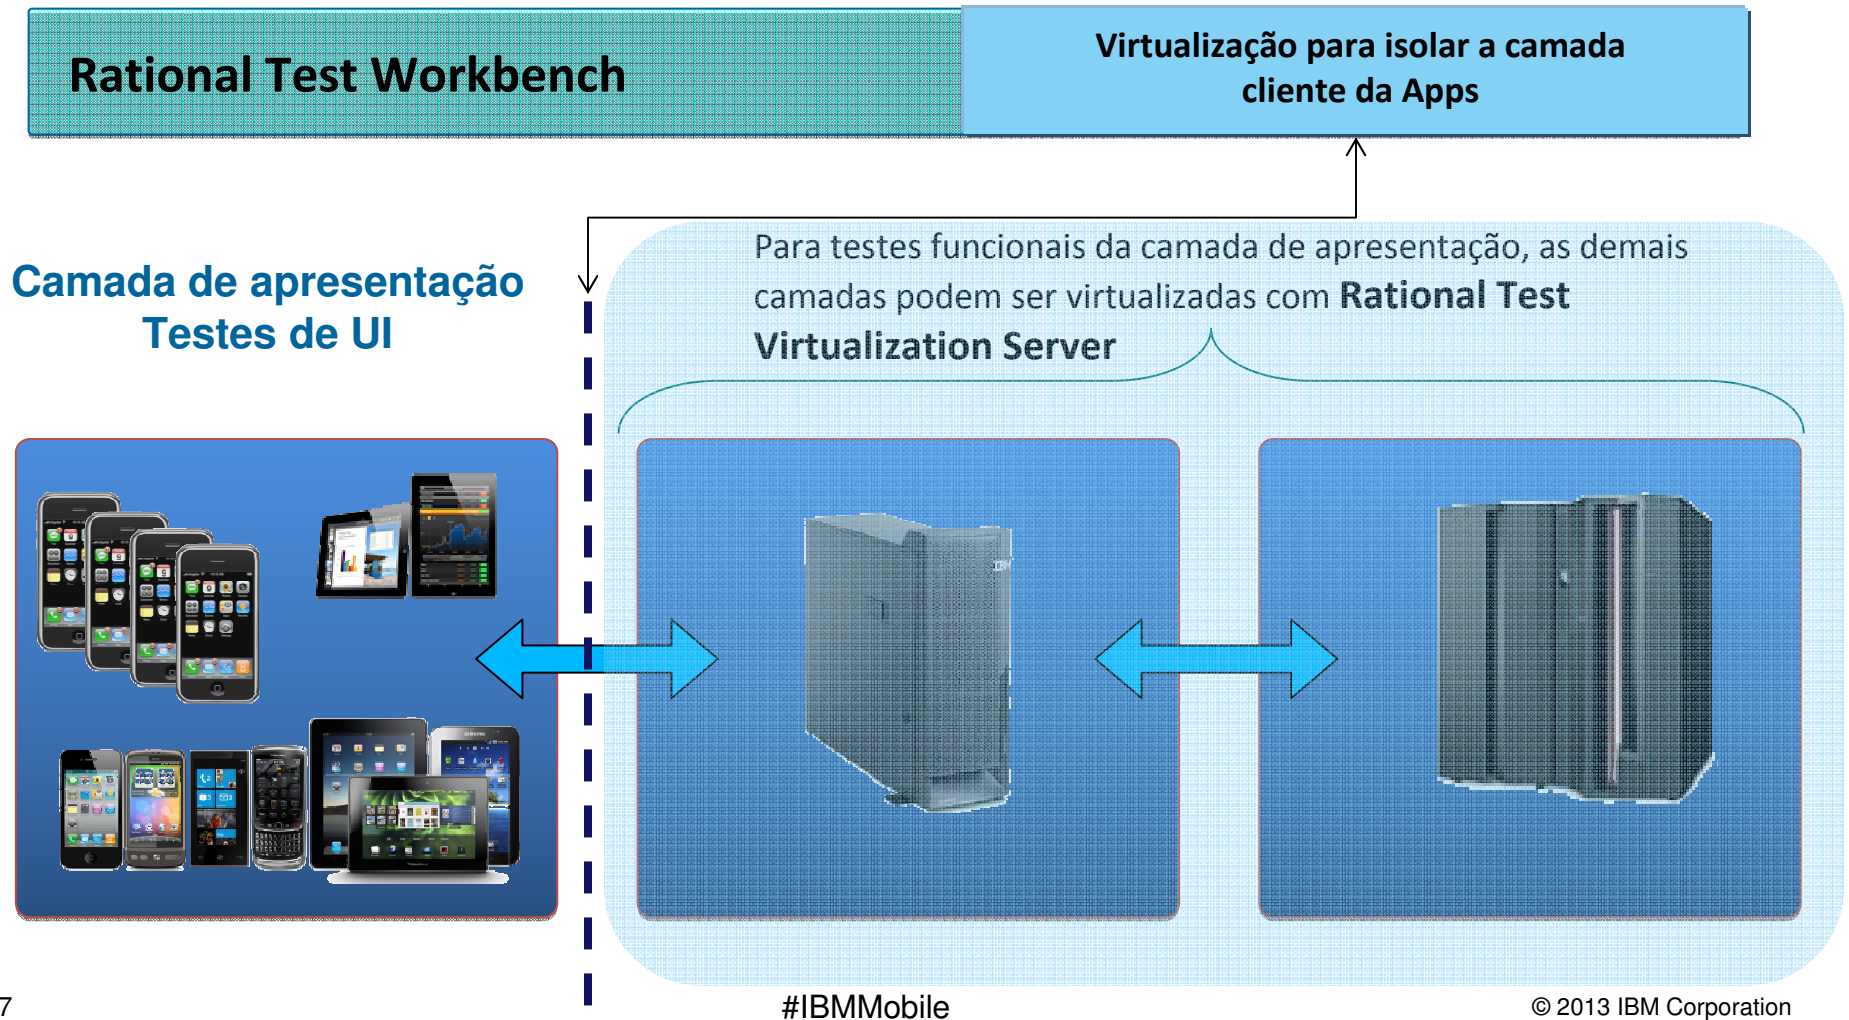 Rational Test Workbench
Virtualização para isolar a camada
cliente da Apps
Camada de apresentação
Testes de UI
Para testes funcionais da camada de apresentação, as demais
camadas podem ser virtualizadas com Rational Test
Virtualization Server
IBM
SAMSUNG
7
#IBMMobile
© 2013 IBM Corporation